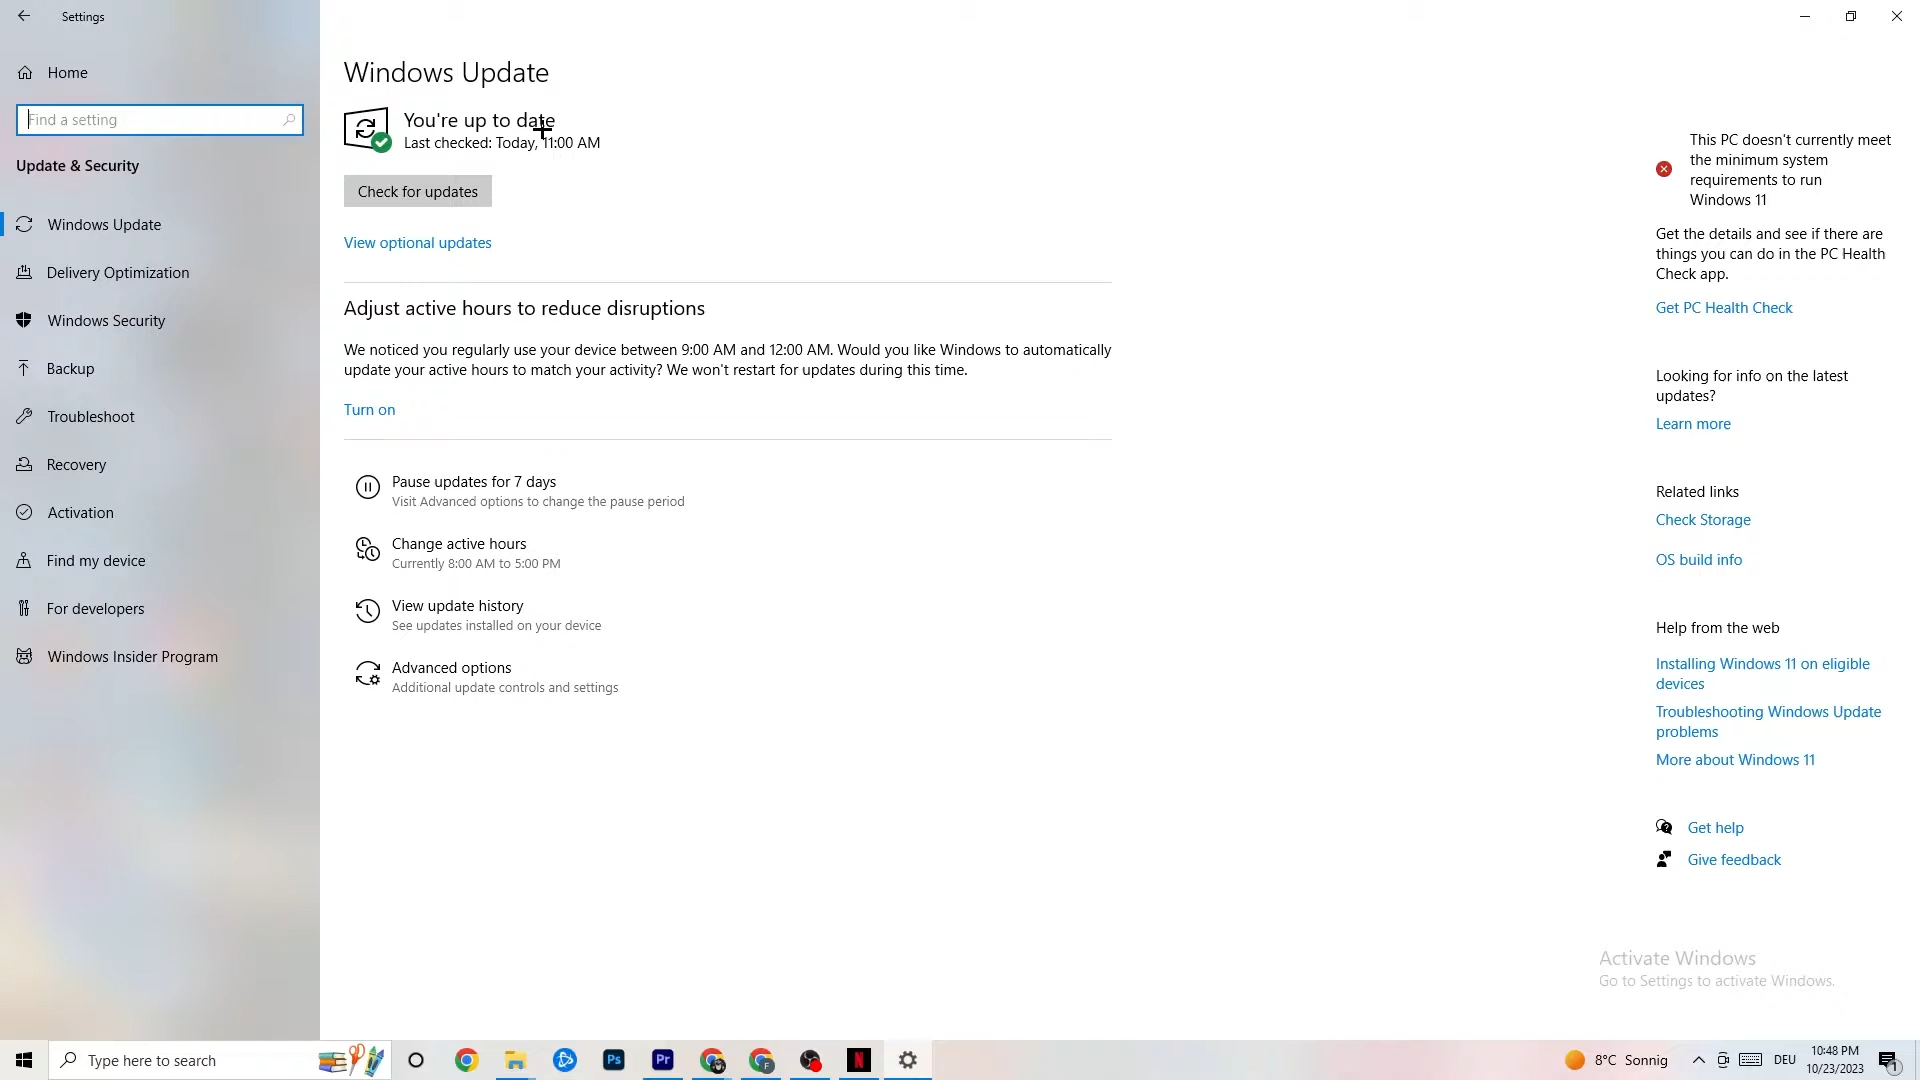 Settings
Home
Find a setting
Update & Security
Windows Update
Delivery Optimization
Windows Security
Backup
Troubleshoot
Recovery
Activation
Find my device
For developers
Windows Insider Program
Windows Update
You're up to date
Last checked: Today, 11:00 AM
Check for updates
View optional updates
Adjust active hours to reduce disruptions
We noticed you regularly use your device between 9:00 AM and 12:00 AM. Would you like Windows to automatically
update your active hours to match your activity? We won't restart for updates during this time.
Turn on
Pause updates for 7 days
Visit Advanced options to change the pause period
Change active hours
Currently 8:00 AM to 5:00 PM
View update history
See updates installed on your device
Advanced options
Additional update controls and settings
This PC doesn't currently meet
the minimum system
requirements to run
Windows 11
Get the details and see if there are
things you can do in the PC Health
Check app.
Get PC Health Check
Looking for info on the latest
updates?
Learn more
Related links
Check Storage
OS build info
Help from the web
Installing Windows 11 on eligible
devices
Troubleshooting Windows Update
problems
More about Windows 11
Get help
Give feedback
Activate Windows
Go to Settings to activate Windows.
Type here to search
Ps
Pr
F
N
8°C Sonnig
DEU
10:48 PM
10/23/2023
1